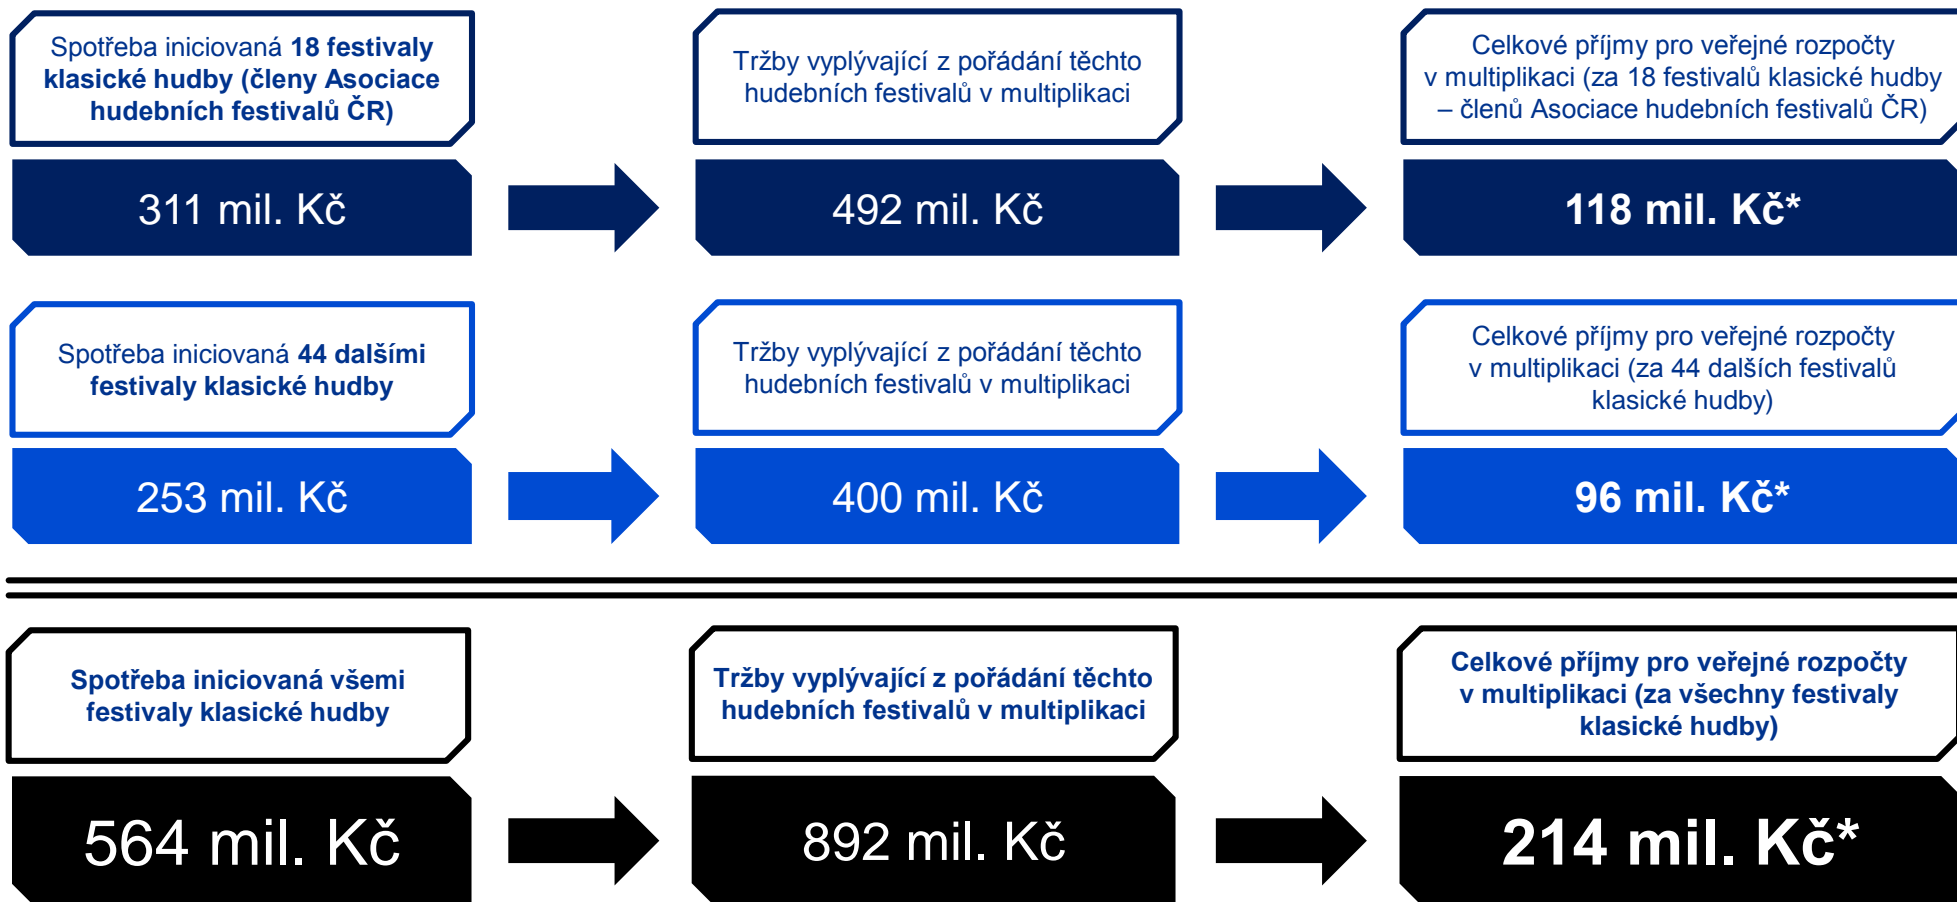 Spotřeba iniciovaná 18 festivaly
klasické hudby (členy Asociace
hudebních festivalů ČR)
Tržby vyplývající z pořádání těchto
hudebních festivalů v multiplikaci
Celkové příjmy pro veřejné rozpočty
v multiplikaci (za 18 festivalů klasické hudby
– členů Asociace hudebních festivalů ČR)
311 mil. Kč
492 mil. Kč
118 mil. Kč*
Spotřeba iniciovaná 44 dalšími
festivaly klasické hudby
Tržby vyplývající z pořádání těchto
hudebních festivalů v multiplikaci
Celkové příjmy pro veřejné rozpočty
v multiplikaci (za 44 dalších festivalů
klasické hudby)
253 mil. Kč
400 mil. Kč
96 mil. Kč*
Spotřeba iniciovaná všemi
festivaly klasické hudby
Tržby vyplývající z pořádání těchto
hudebních festivalů v multiplikaci
Celkové příjmy pro veřejné rozpočty
v multiplikaci (za všechny festivaly
klasické hudby)
564 mil. Kč
892 mil. Kč
214 mil. Kč*